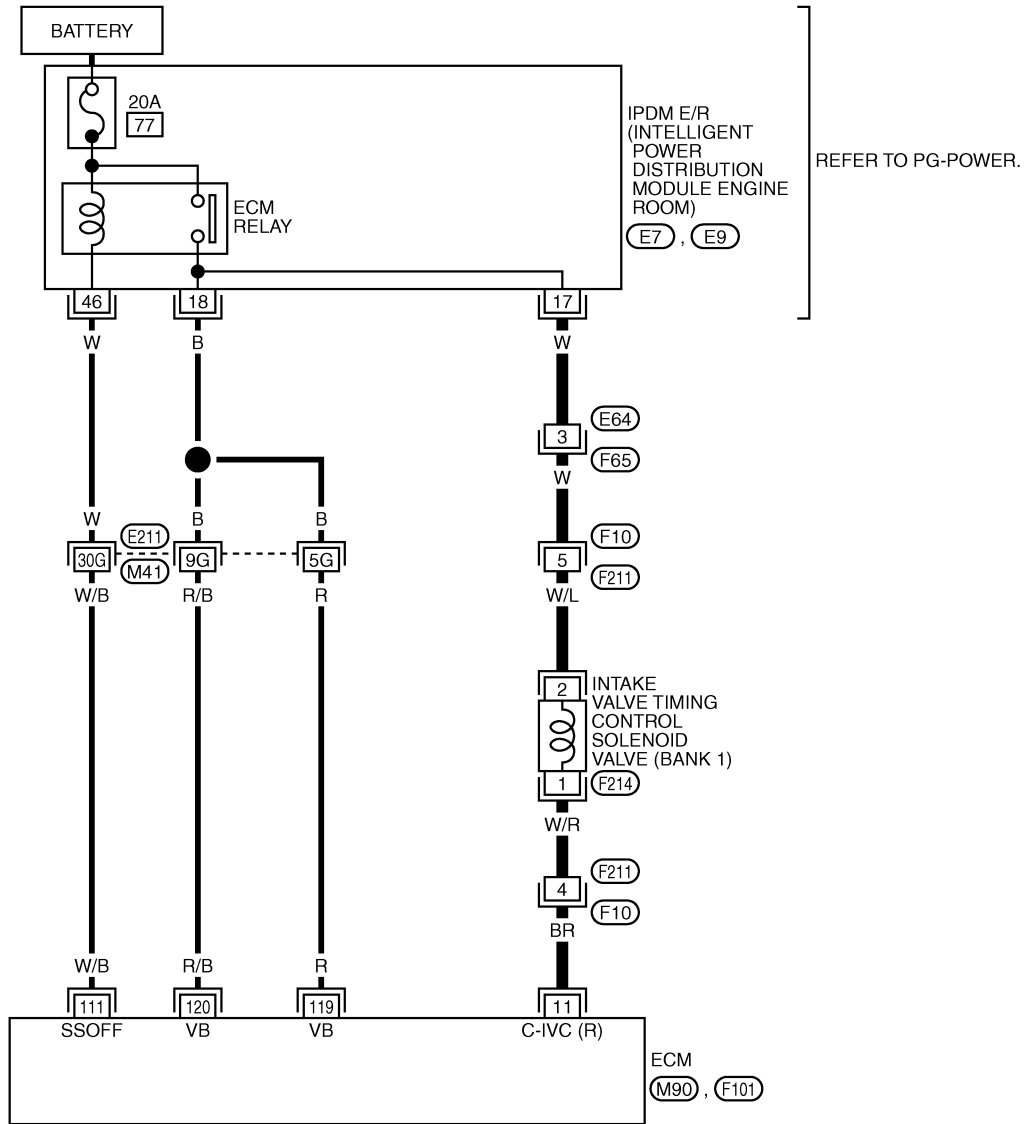 BATTERY
20A
77
IPDM E/R
(INTELLIGENT
POWER
DISTRIBUTION
MODULE ENGINE
ROOM)
E7 , E9
REFER TO PG-POWER.
ECM
RELAY
46
18
17
W
B
W
3
E64
F65
W
W
B
B
E211
M41
30G
9G
5G
5
F10
F211
W/B
R/B
R
W/L
2
INTAKE
VALVE TIMING
CONTROL
SOLENOID
VALVE (BANK 1)
1
F214
W/R
4
F211
F10
BR
W/B
R/B
R
111
120
119
11
SSOFF
VB
VB
C-IVC (R)
ECM
M90 , F101